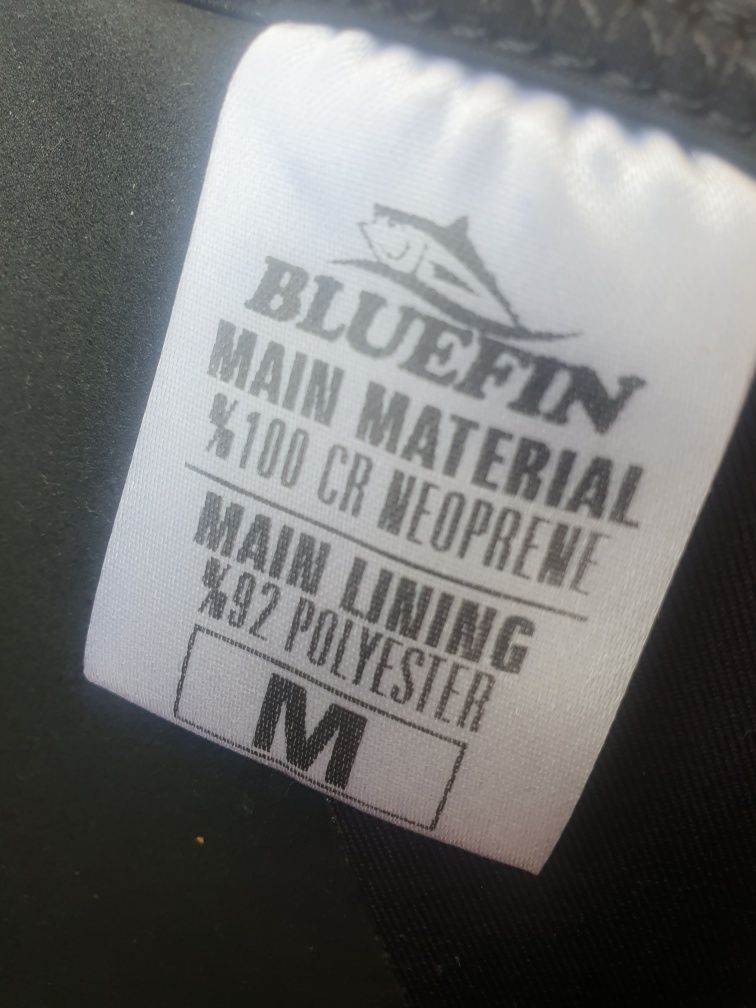 BLUEFIN
MAIN MATERIAL
%100 CR NEOPRENE
MAIN LINING
%92 POLYESTER
M